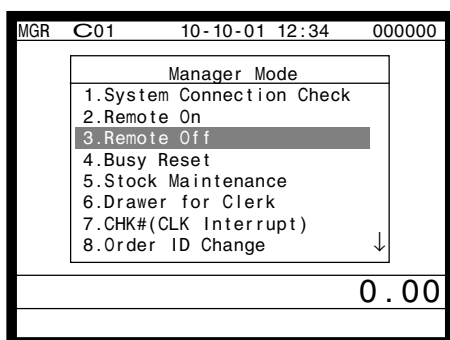 MGR C01 10-10-01 12:34 000000
Manager Mode
1.System Connection Check
2.Remote On
3.Remote Off
4.Busy Reset
5.Stock Maintenance
6.Drawer for Clerk
7.CHK#(CLK Interrupt)
8.Order ID Change ↓
0.00